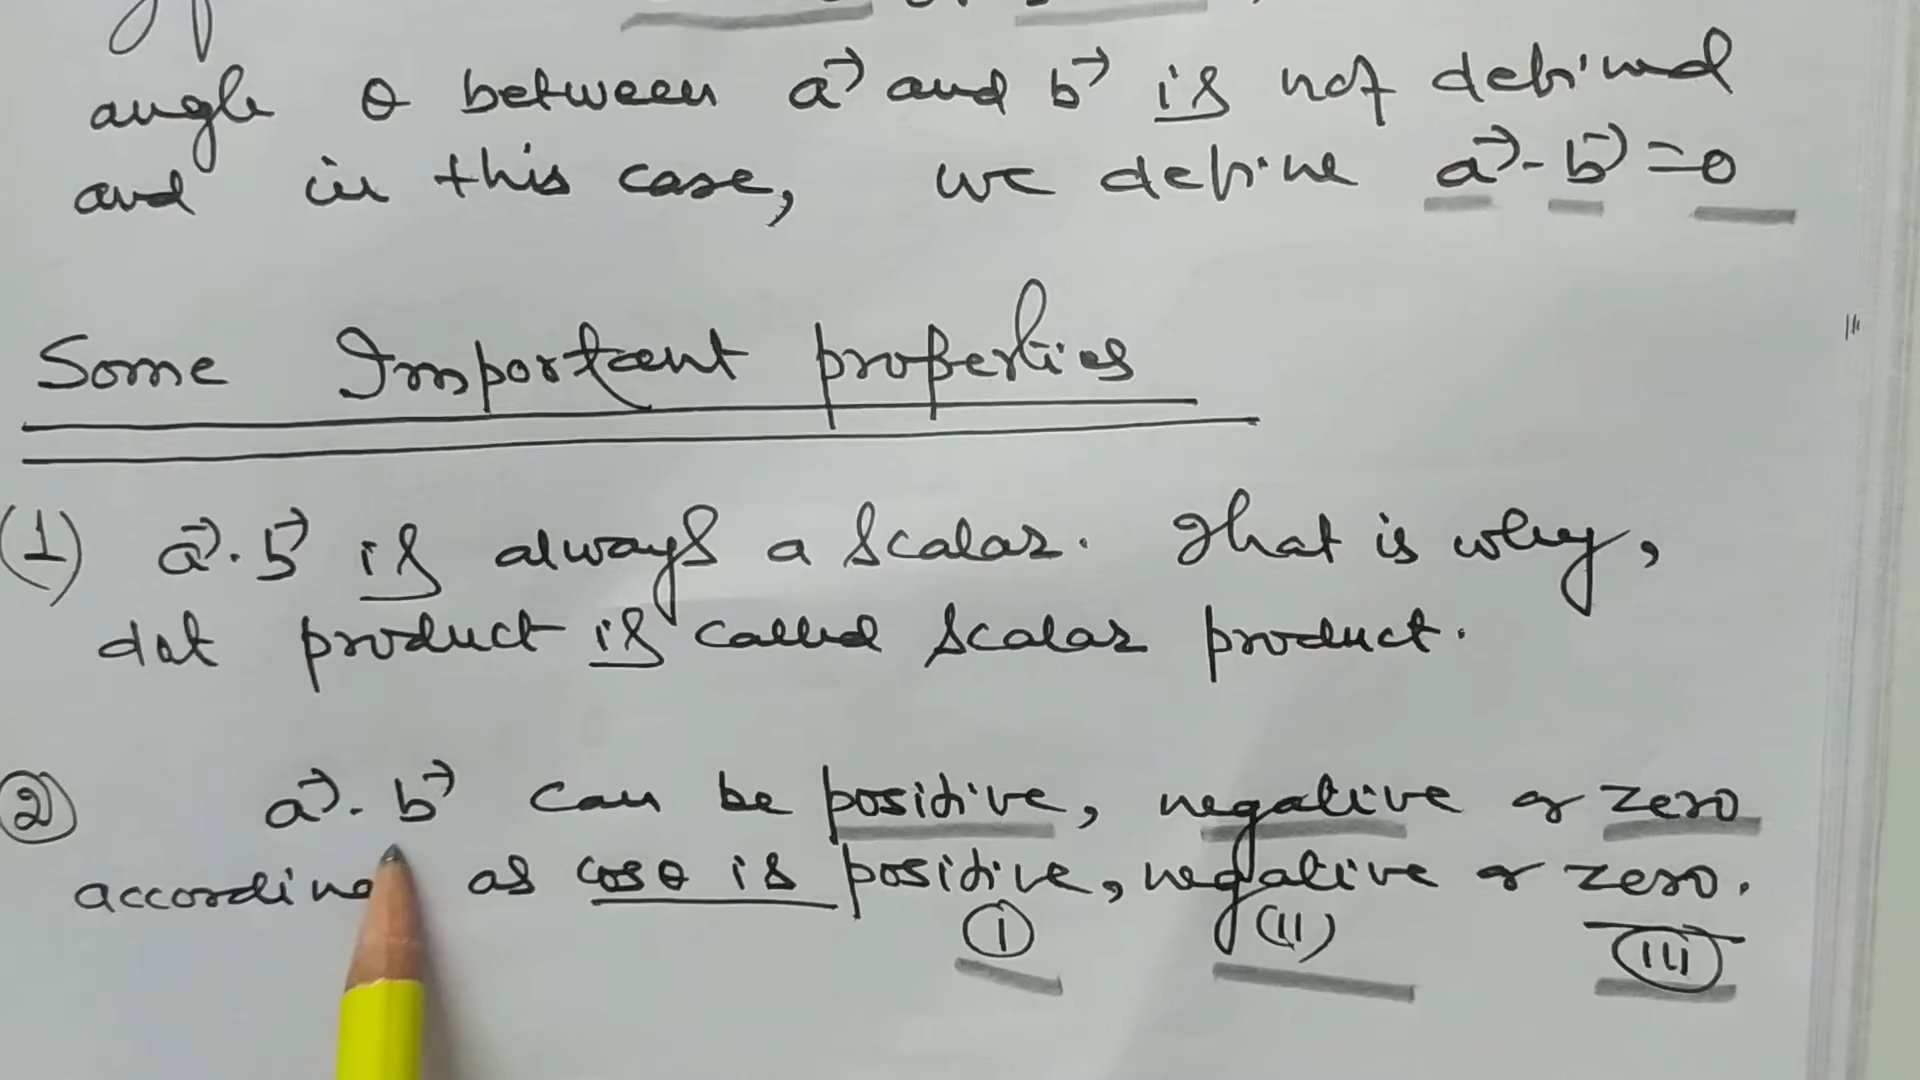 angle θ between a⃗ and b⃗ is not defined
and in this case, we define a⃗ · b⃗ = 0
Some Important properties
(1) a⃗ · b⃗ is always a scalar. That is why,
dot product is called scalar product.
(2) a⃗ · b⃗ can be positive, negative or zero
according as cosθ is positive, negative or zero.
(I) (II) (III)